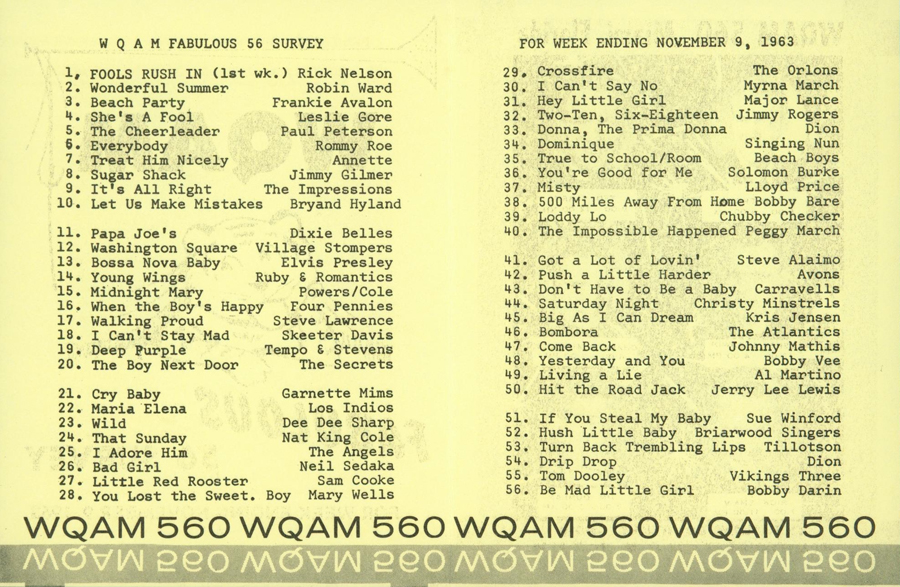 W Q A M FABULOUS 56 SURVEY
1, FOOLS RUSH IN (1st wk.) Rick Nelson
2. Wonderful Summer Robin Ward
3. Beach Party Frankie Avalon
4. She's A Fool Leslie Gore
5. The Cheerleader Paul Peterson
6. Everybody Rommy Roe
7. Treat Him Nicely Annette
8. Sugar Shack Jimmy Gilmer
9. It's All Right The Impressions
10. Let Us Make Mistakes Bryand Hyland
11. Papa Joe's Dixie Belles
12. Washington Square Village Stompers
13. Bossa Nova Baby Elvis Presley
14. Young Wings Ruby & Romantics
15. Midnight Mary Powers/Cole
16. When the Boy's Happy Four Pennies
17. Walking Proud Steve Lawrence
18. I Can't Stay Mad Skeeter Davis
19. Deep Purple Tempo & Stevens
20. The Boy Next Door The Secrets
21. Cry Baby Garnette Mims
22. Maria Elena Los Indios
23. Wild Dee Dee Sharp
24. That Sunday Nat King Cole
25. I Adore Him The Angels
26. Bad Girl Neil Sedaka
27. Little Red Rooster Sam Cooke
28. You Lost the Sweet. Boy Mary Wells
FOR WEEK ENDING NOVEMBER 9, 1963
29. Crossfire The Orlons
30. I Can't Say No Myrna March
31. Hey Little Girl Major Lance
32. Two-Ten, Six-Eighteen Jimmy Rogers
33. Donna, The Prima Donna Dion
34. Dominique Singing Nun
35. True to School/Room Beach Boys
36. You're Good for Me Solomon Burke
37. Misty Lloyd Price
38. 500 Miles Away From Home Bobby Bare
39. Loddy Lo Chubby Checker
40. The Impossible Happened Peggy March
41. Got a Lot of Lovin' Steve Alaimo
42. Push a Little Harder Avons
43. Don't Have to Be a Baby Carravells
44. Saturday Night Christy Minstrels
45. Big As I Can Dream Kris Jensen
46. Bombora The Atlantics
47. Come Back Johnny Mathis
48. Yesterday and You Bobby Vee
49. Living a Lie Al Martino
50. Hit the Road Jack Jerry Lee Lewis
51. If You Steal My Baby Sue Winford
52. Hush Little Baby Briarwood Singers
53. Turn Back Trembling Lips Tillotson
54. Drip Drop Dion
55. Tom Dooley Vikings Three
56. Be Mad Little Girl Bobby Darin
WQAM 560 WQAM 560 WQAM 560 WQAM 560
WQAM 560 WQAM 560 WQAM 560 WQAM 560